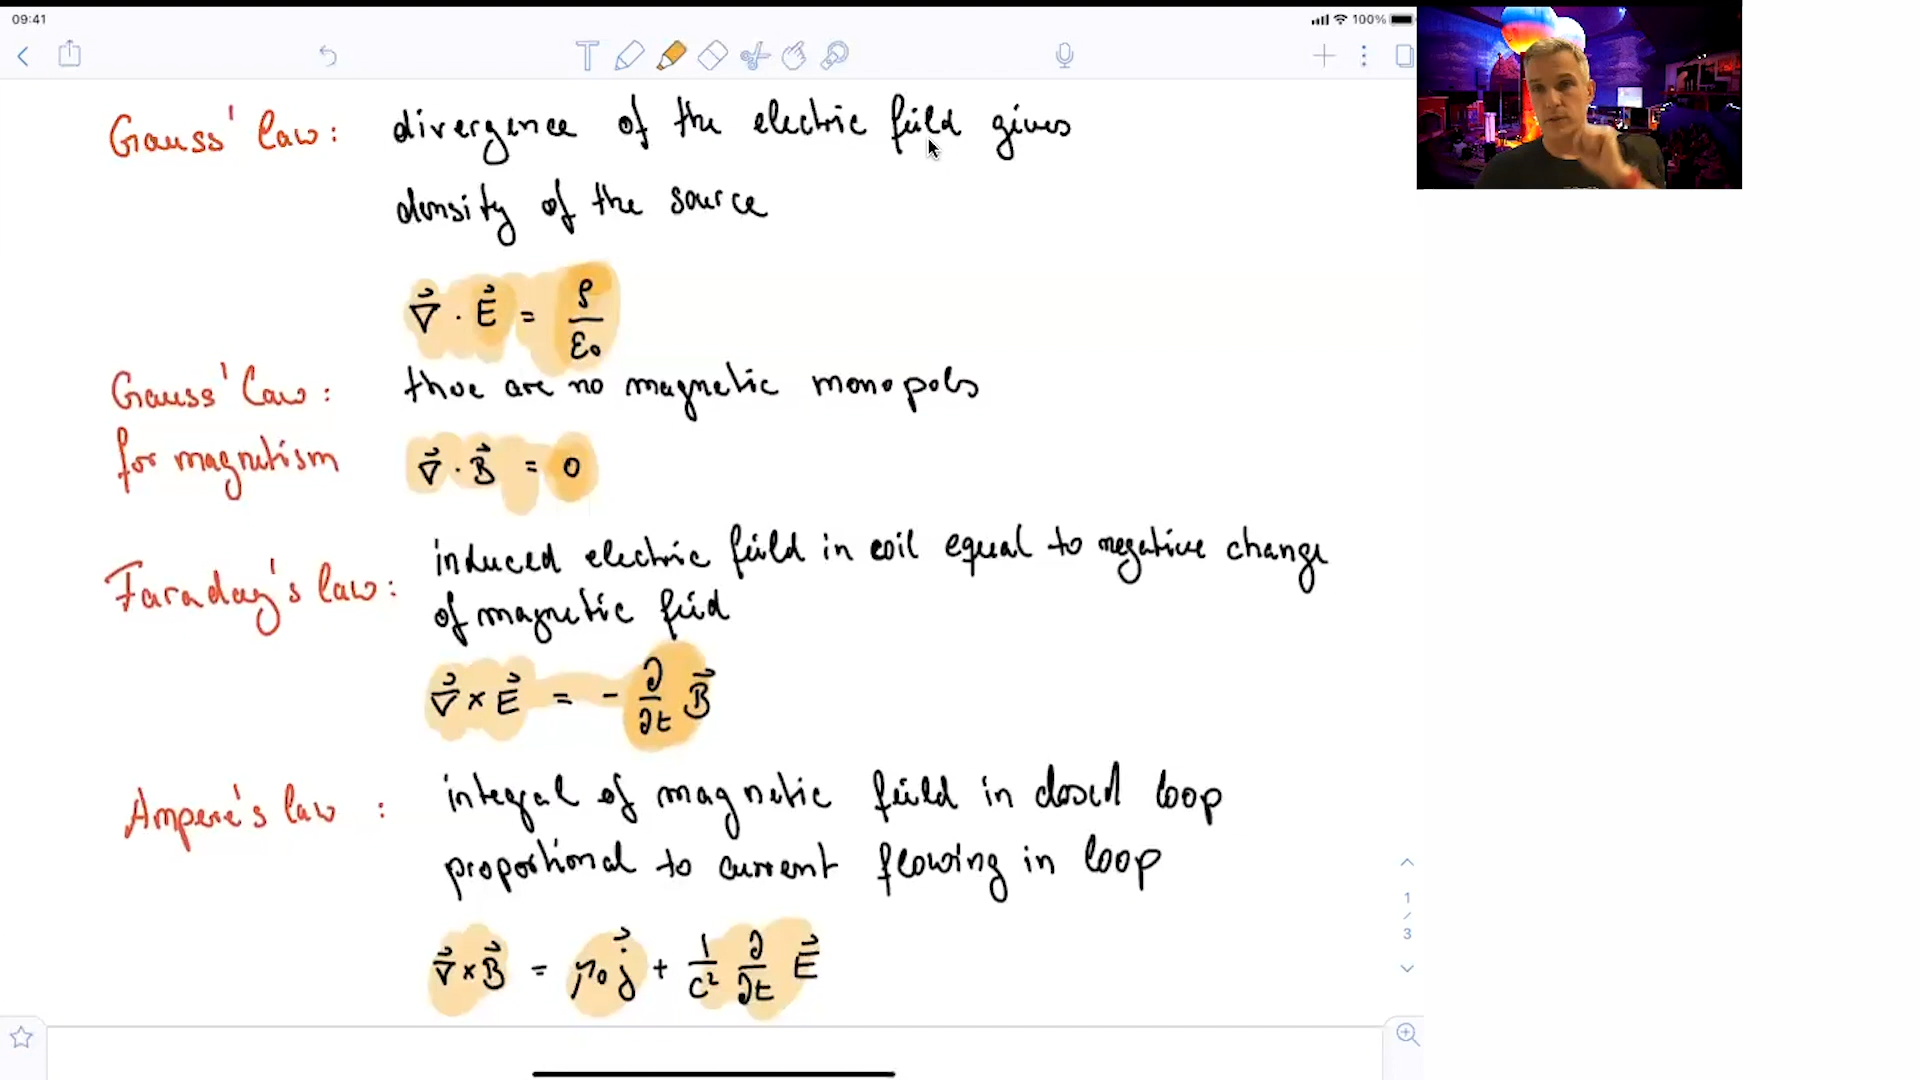 09:41
100%
Gauss' law: divergence of the electric field gives
density of the source
∇⃗ · E⃗ = ρ/ε₀
Gauss' law: there are no magnetic monopoles
for magnetism ∇⃗ · B⃗ = 0
Faraday's law: induced electric field in coil equal to negative change
of magnetic field
∇⃗ × E⃗ = - ∂/∂t B⃗
Ampere's law : integral of magnetic field in closed loop
proportional to current flowing in loop
∇⃗ × B⃗ = μ₀ j⃗ + 1/c² ∂/∂t E⃗
1
/
3